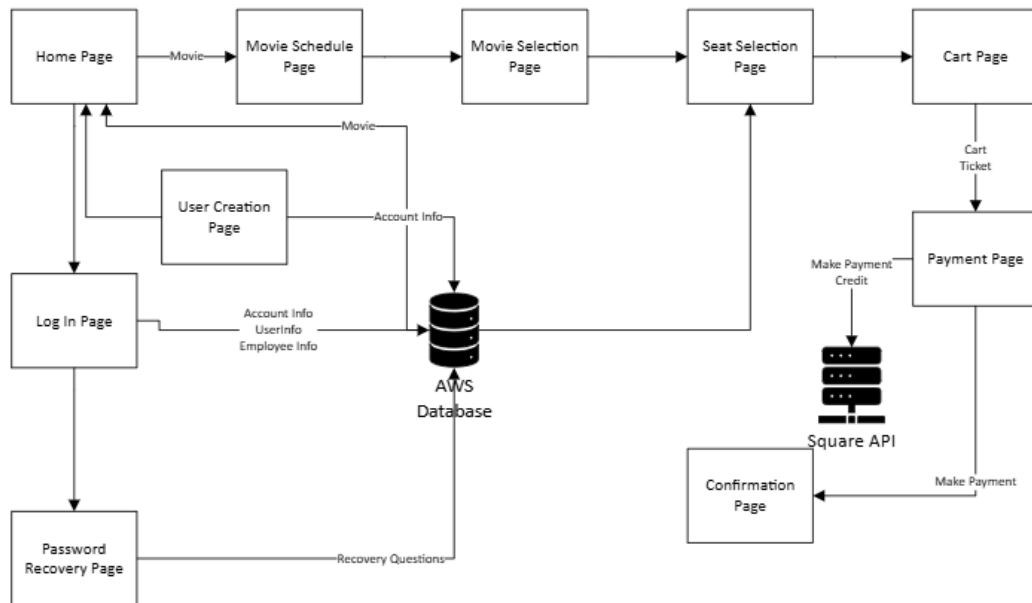 Home Page
Movie
Movie Schedule
Page
Movie Selection
Page
Seat Selection
Page
Cart Page
Movie
Cart
Ticket
User Creation
Page
Account Info
Payment Page
Make Payment
Credit
Log In Page
Account Info
UserInfo
Employee Info
AWS
Database
Square API
Confirmation
Page
Make Payment
Password
Recovery Page
Recovery Questions